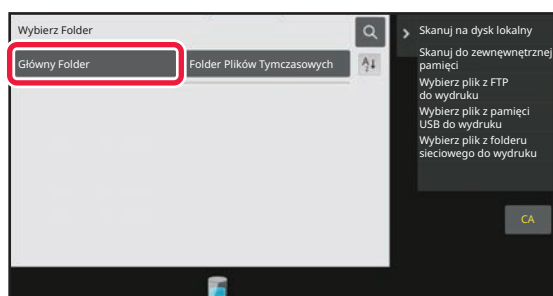 Wybierz Folder
Główny Folder
Folder Plików Tymczasowych
Skanuj na dysk lokalny
Skanuj do zewnęwnętrznej
pamięci
Wybierz plik z FTP
do wydruku
Wybierz plik z pamięci
USB do wydruku
Wybierz plik z folderu
sieciowego do wydruku
CA